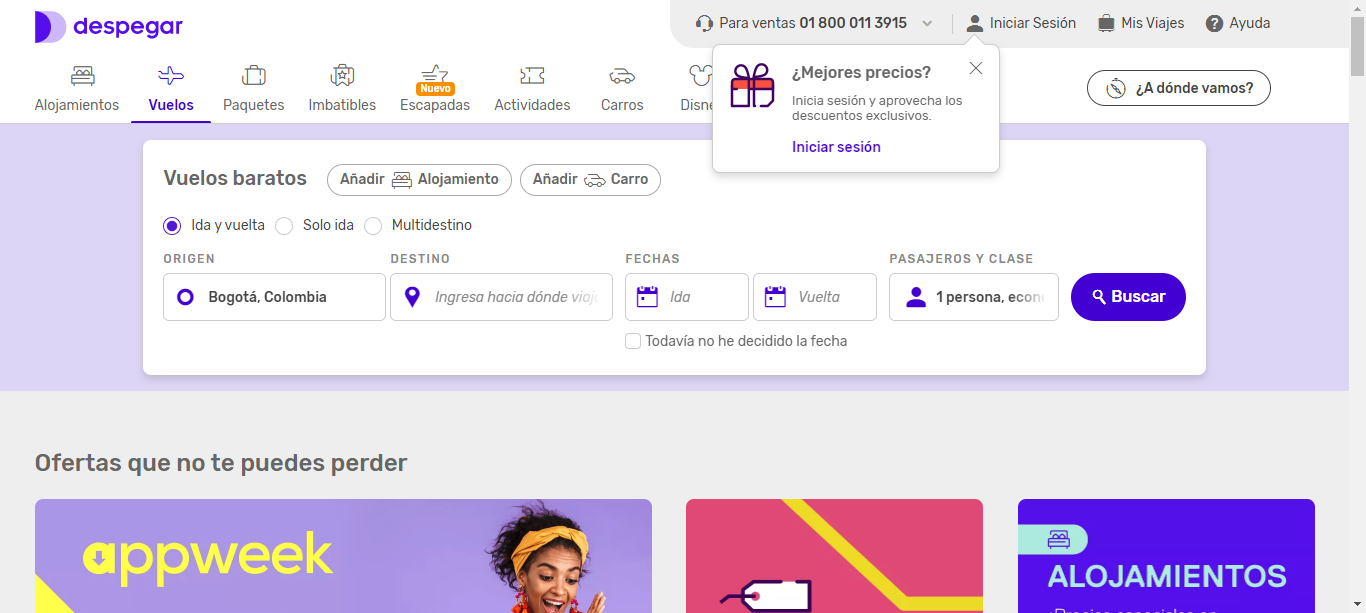 despegar
Para ventas 01 800 011 3915
Iniciar Sesión
Mis Viajes
Ayuda
Alojamientos
Vuelos
Paquetes
Imbatibles
Nuevo
Escapadas
Actividades
Carros
Disne
¿Mejores precios?
Inicia sesión y aprovecha los
descuentos exclusivos.
Iniciar sesión
¿A dónde vamos?
Vuelos baratos
Añadir Alojamiento
Añadir Carro
Ida y vuelta
Solo ida
Multidestino
ORIGEN
DESTINO
FECHAS
PASAJEROS Y CLASE
Bogotá, Colombia
Ingresa hacia dónde viaj
Ida
Vuelta
1 persona, econ
Buscar
Todavía no he decidido la fecha
Ofertas que no te puedes perder
appweek
ALOJAMIENTOS